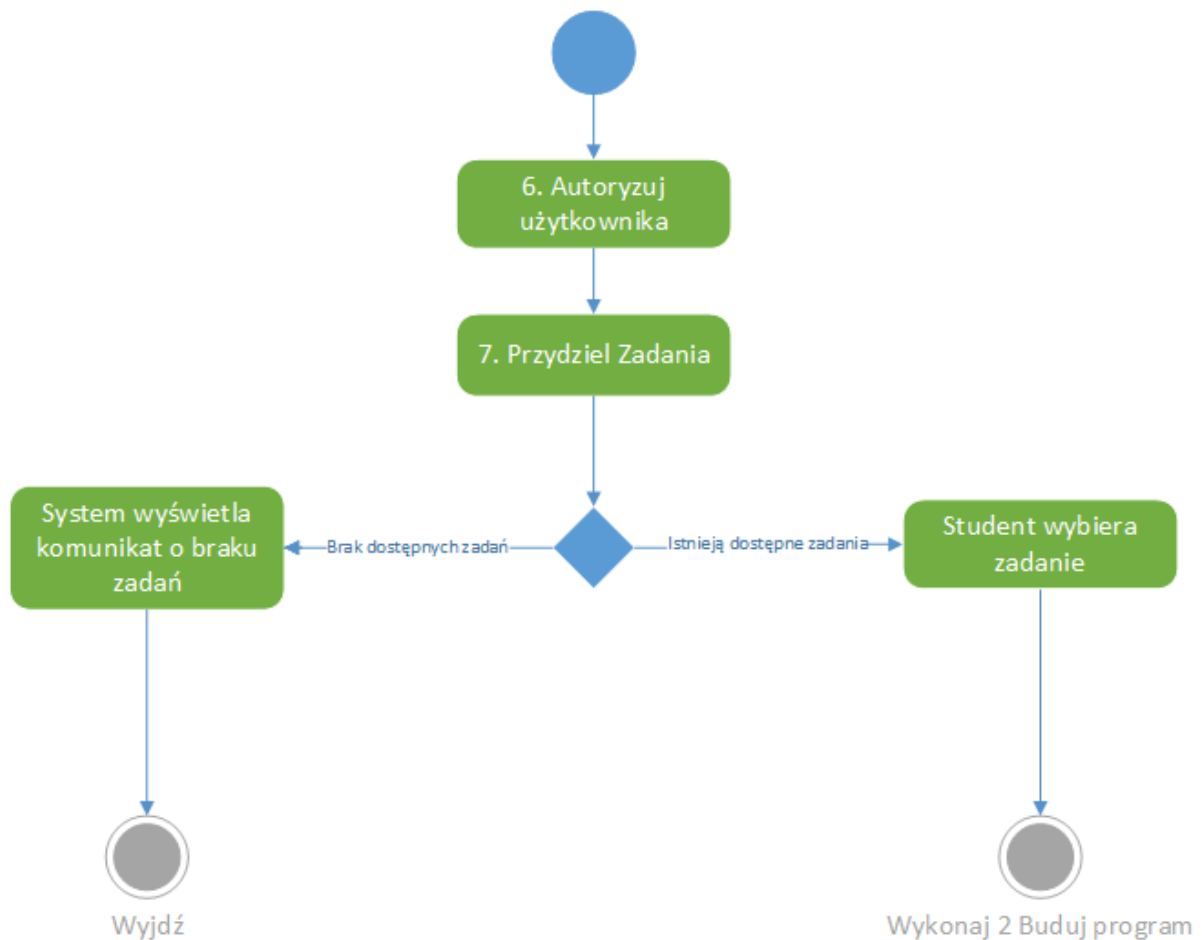 6. Autoryzuj
użytkownika
7. Przydziel Zadania
System wyświetla
komunikat o braku
zadań
Brak dostępnych zadań
Istnieją dostępne zadania
Student wybiera
zadanie
Wyjdź
Wykonaj 2 Buduj program